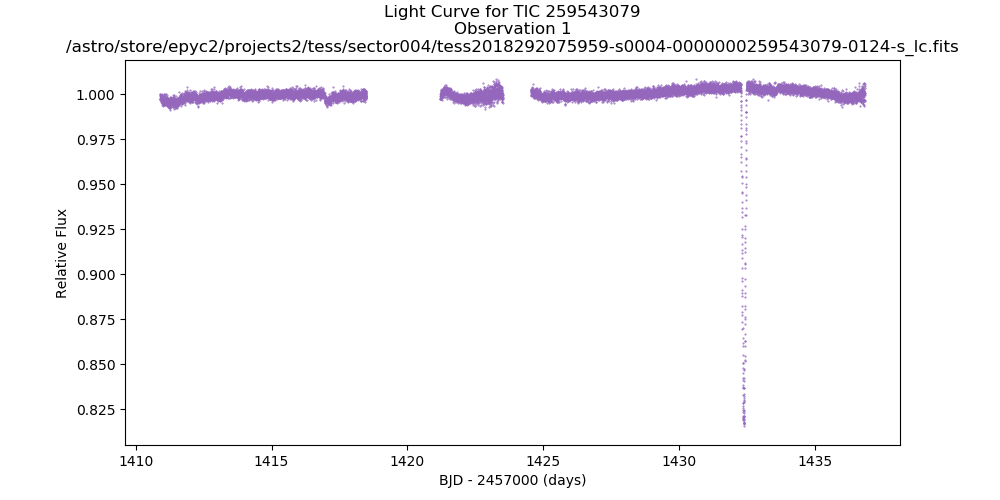 Light Curve for TIC 259543079
Observation 1
/astro/store/epyc2/projects2/tess/sector004/tess2018292075959-s0004-0000000259543079-0124-s_lc.fits
Relative Flux
1.000
0.975
0.950
0.925
0.900
0.875
0.850
0.825
1410 1415 1420 1425 1430 1435
BJD - 2457000 (days)